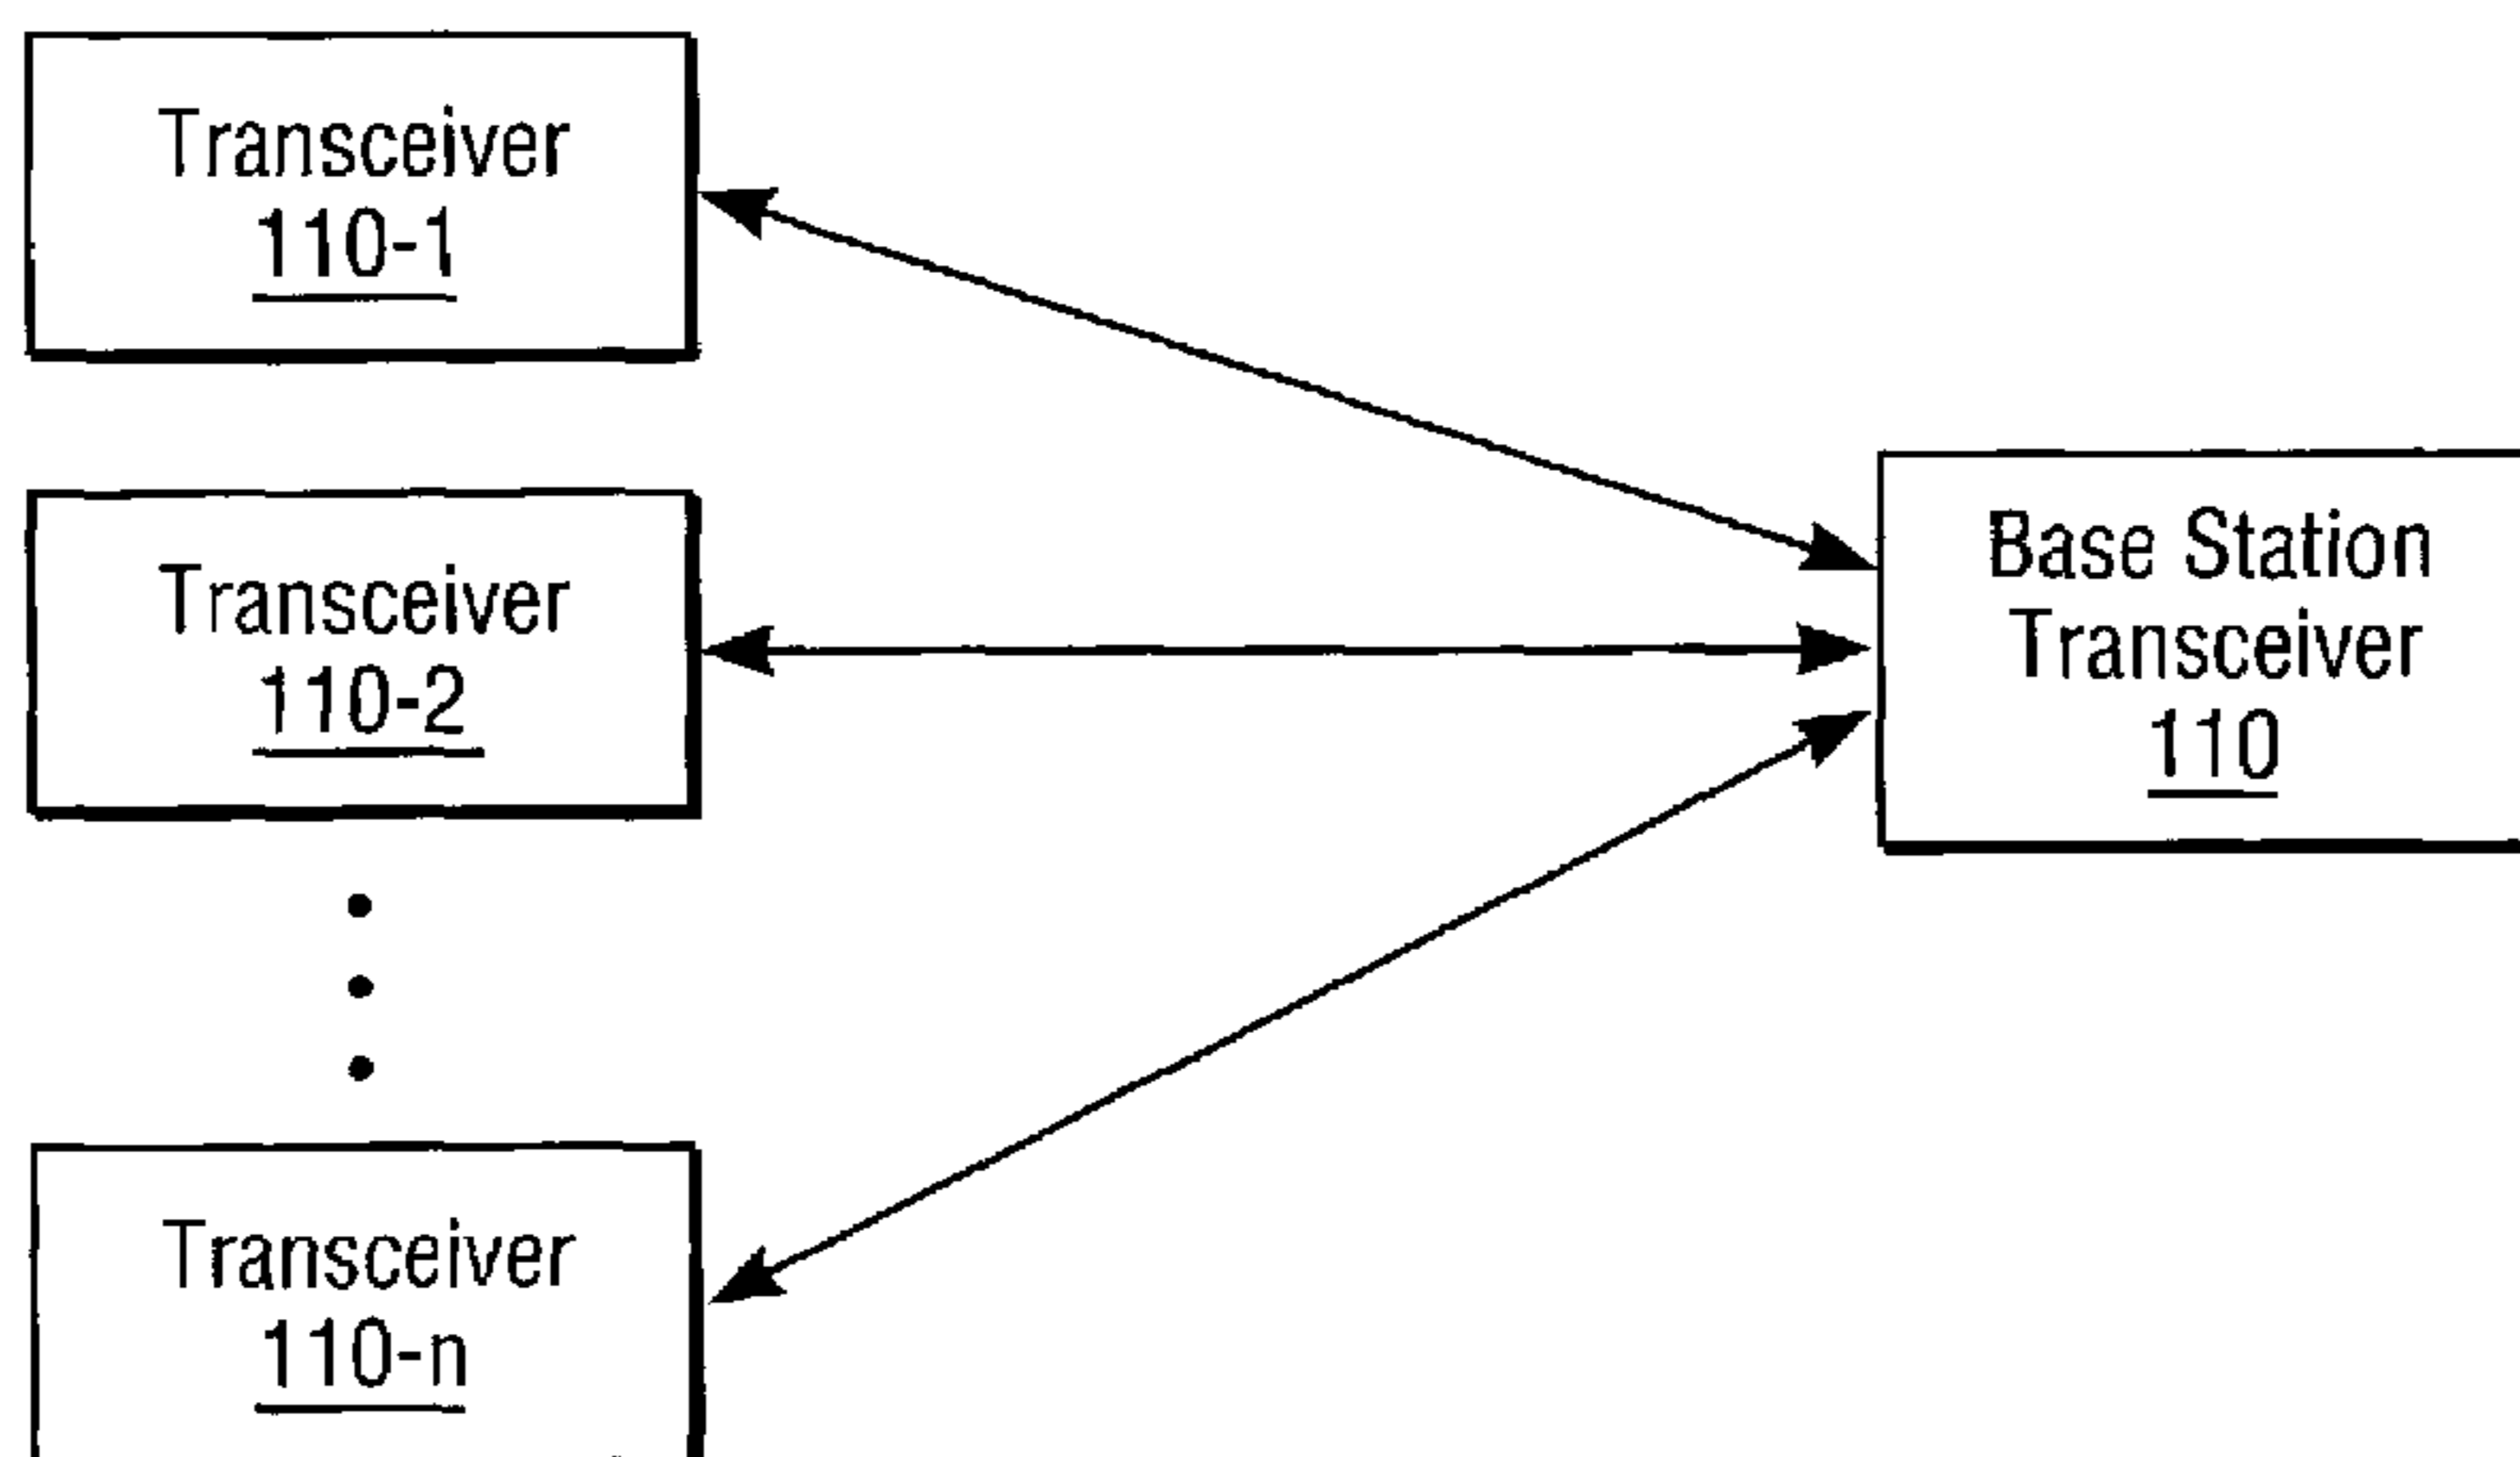 Transceiver
110-1
Transceiver
110-2
Transceiver
110-n
Base Station
Transceiver
110